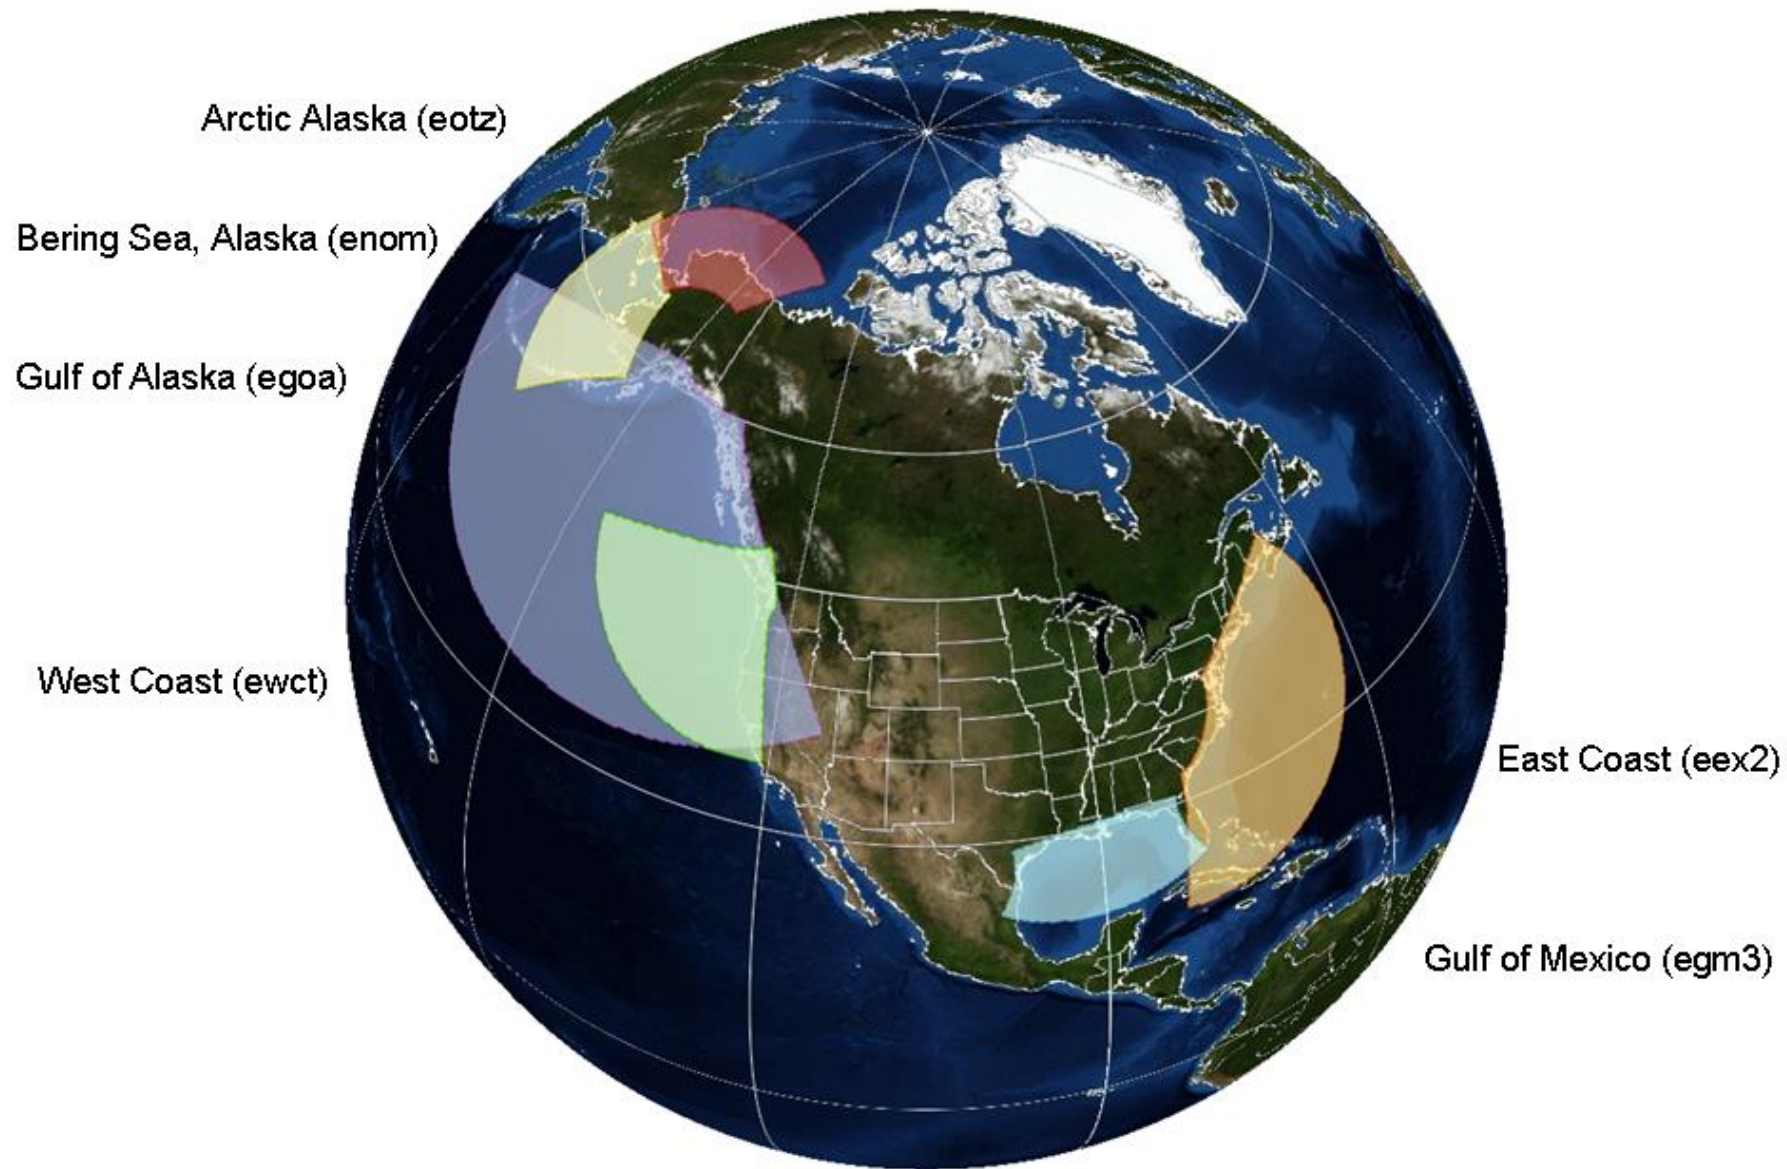 Arctic Alaska (eotz)
Bering Sea, Alaska (enom)
Gulf of Alaska (egoa)
West Coast (ewct)
East Coast (eex2)
Gulf of Mexico (egm3)